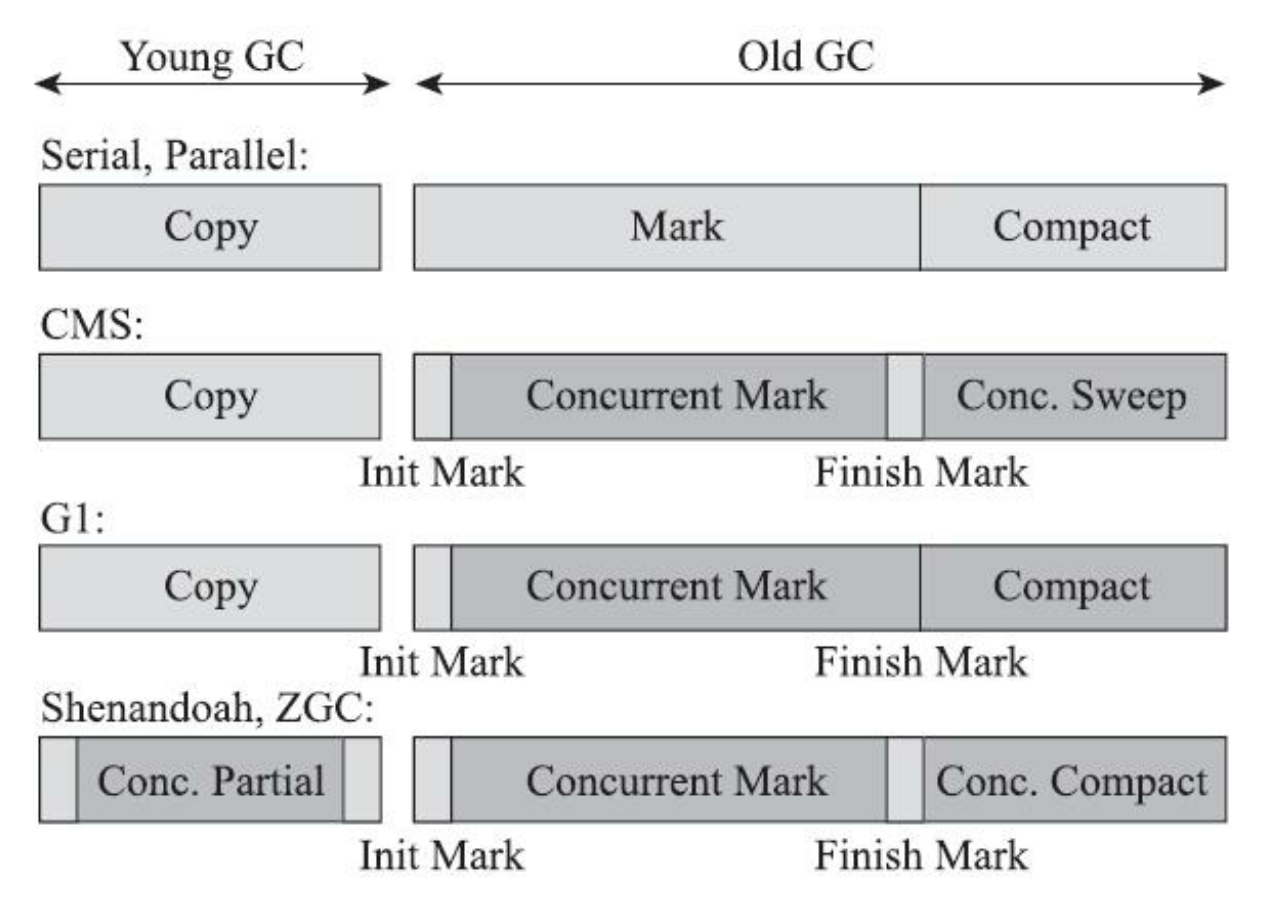 Young GC Old GC
Serial, Parallel:
Copy Mark Compact
CMS:
Copy Concurrent Mark Conc. Sweep
Init Mark Finish Mark
G1:
Copy Concurrent Mark Compact
Init Mark Finish Mark
Shenandoah, ZGC:
Conc. Partial Concurrent Mark Conc. Compact
Init Mark Finish Mark